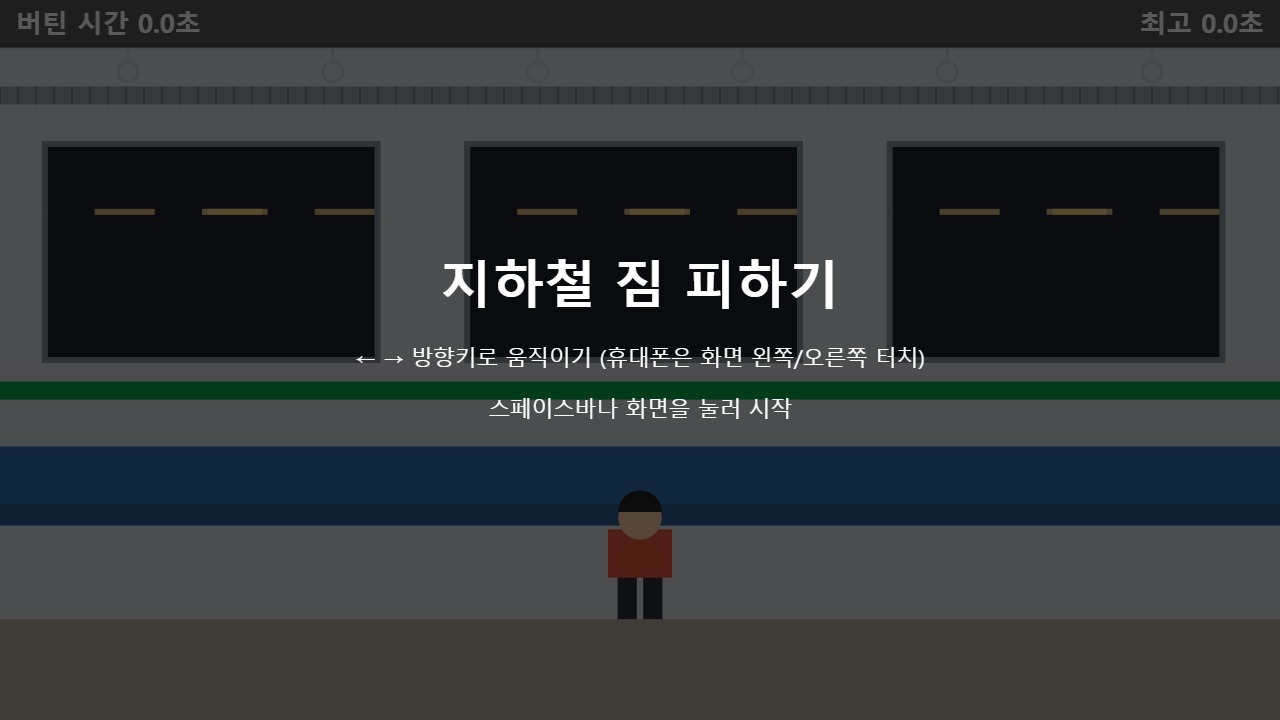 버틴 시간 0.0초
최고 0.0초
지하철 짐 피하기
←→ 방향키로 움직이기 (휴대폰은 화면 왼쪽/오른쪽 터치)
스페이스바나 화면을 눌러 시작